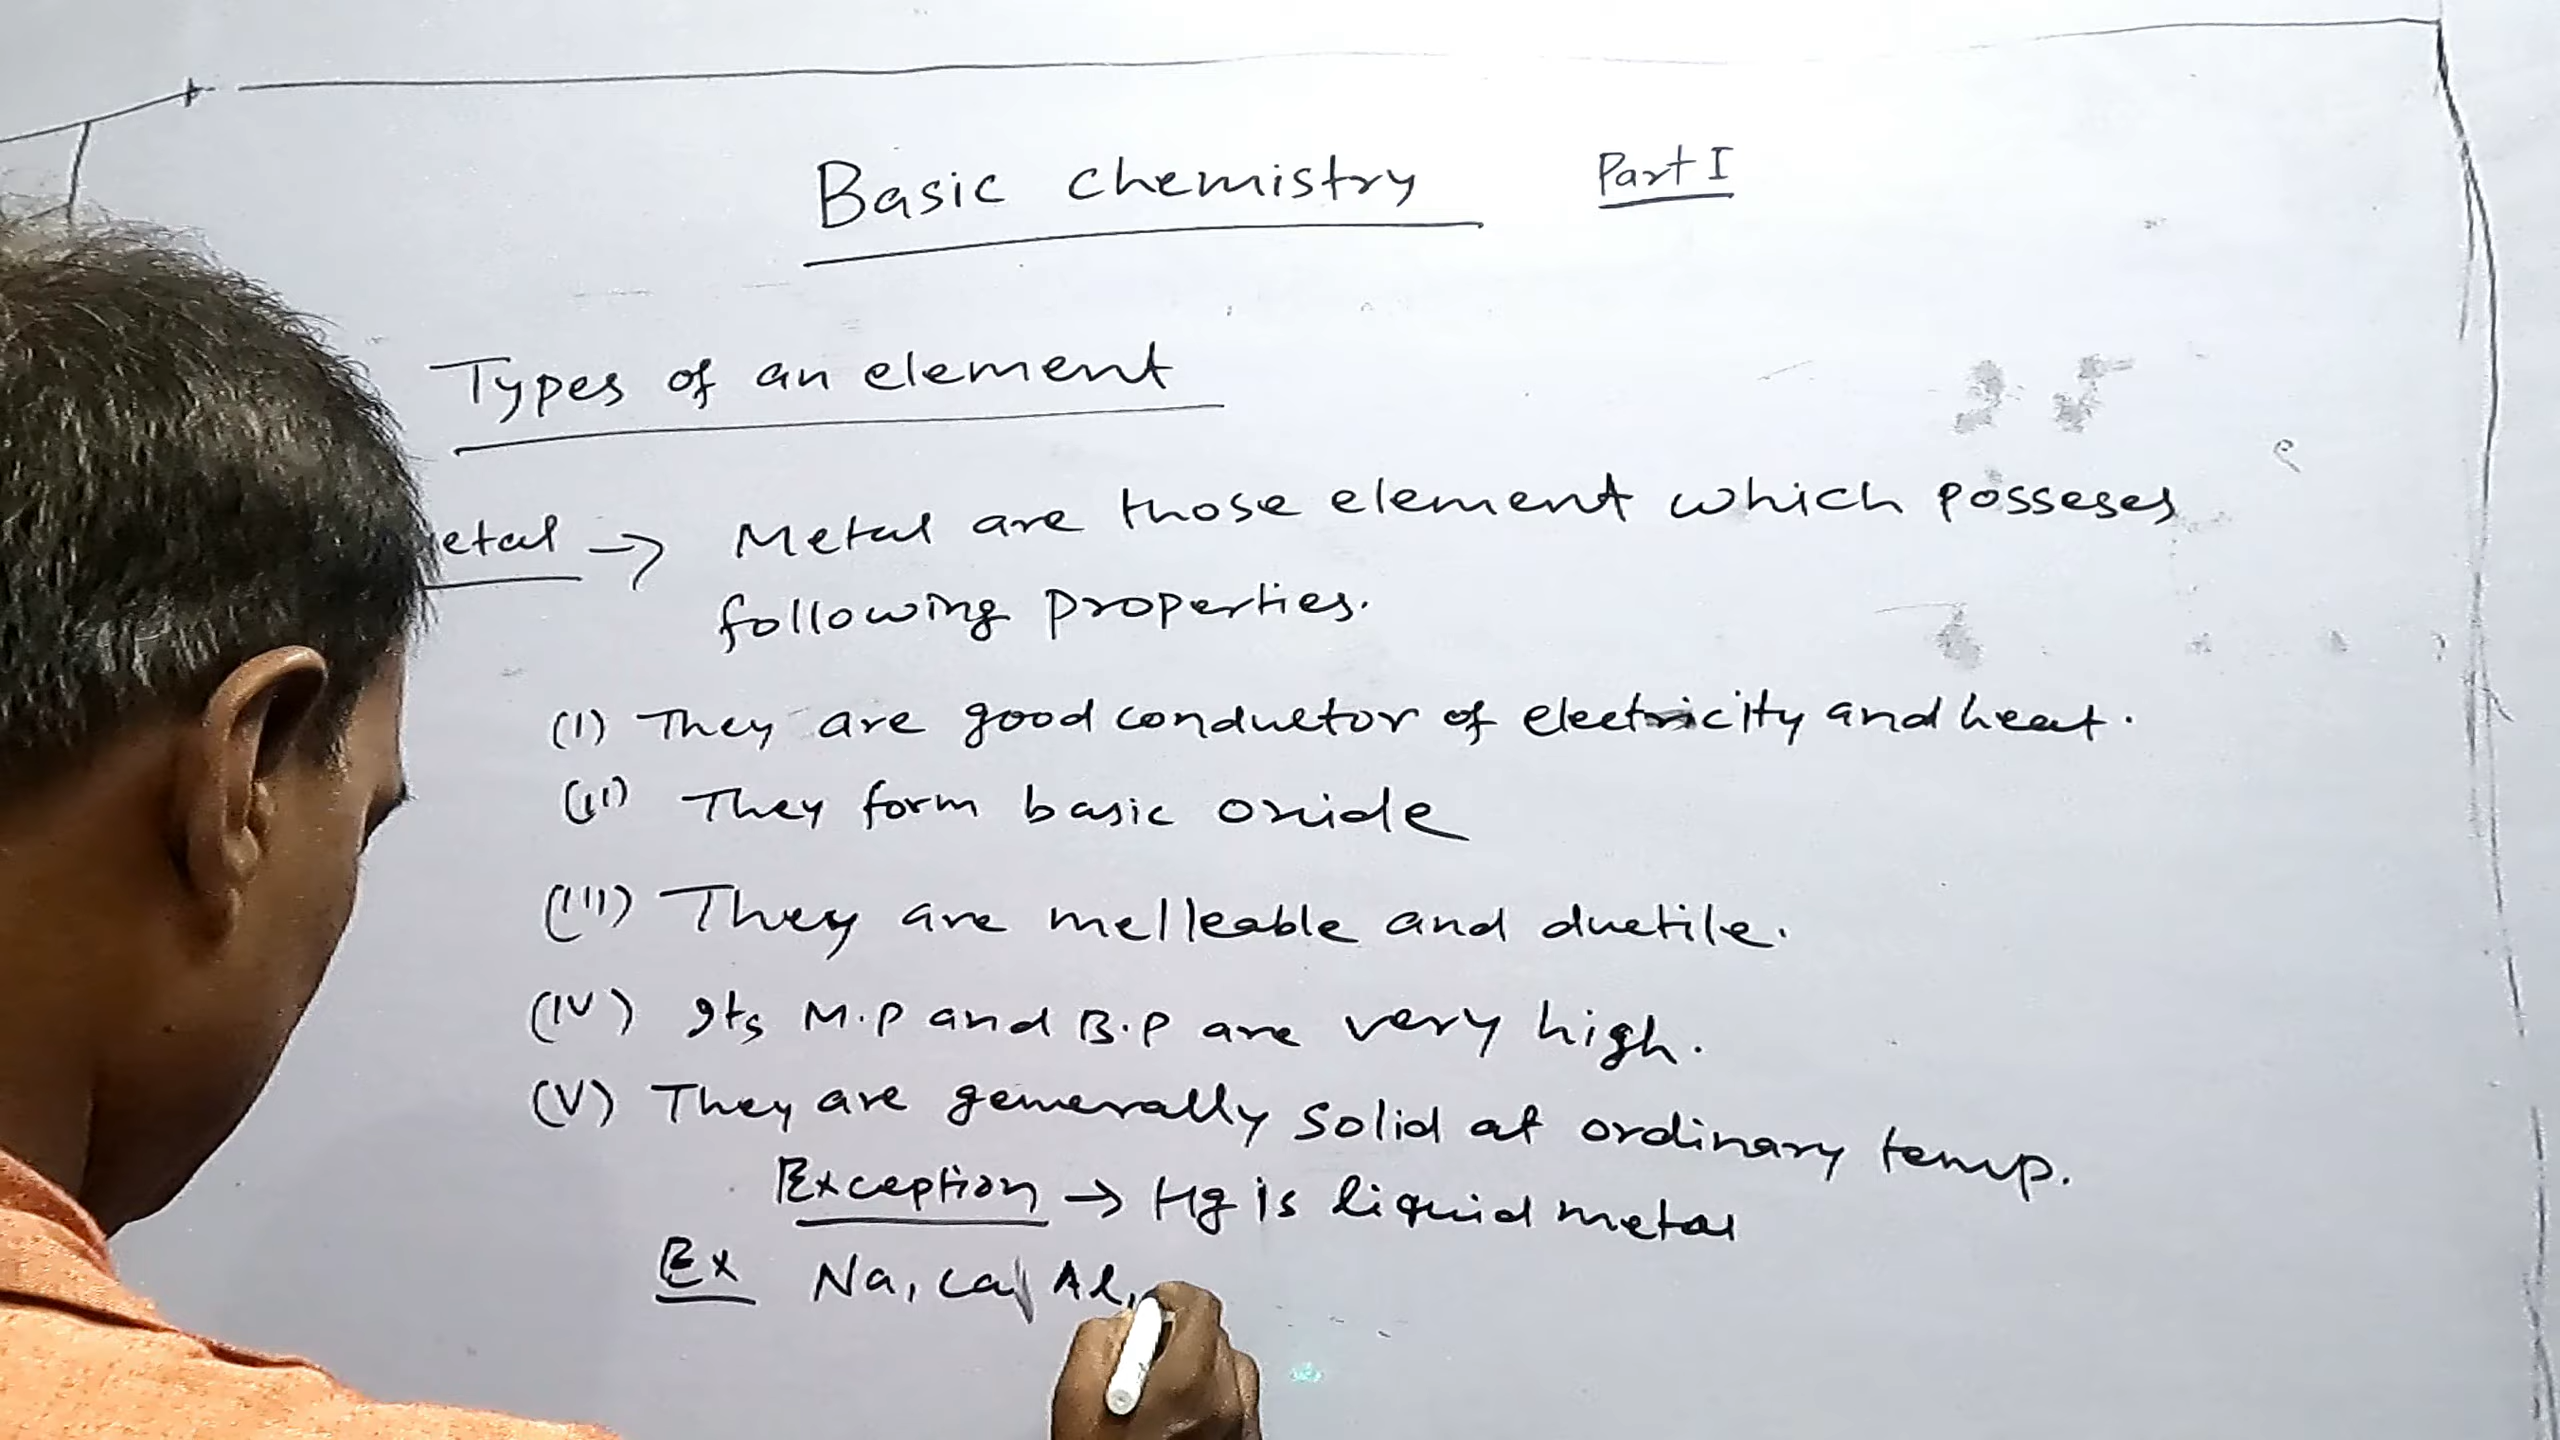 Basic chemistry Part I
Types of an element
etal → Metal are those element which posseses
following properties.
(I) They are good conductor of electricity and heat.
(II) They form basic oxide
(III) They are melleable and ductile.
(IV) Its M.P and B.P are very high.
(V) They are generally solid at ordinary temp.
Exception → Hg is liquid metal
Ex Na, Ca, Al,